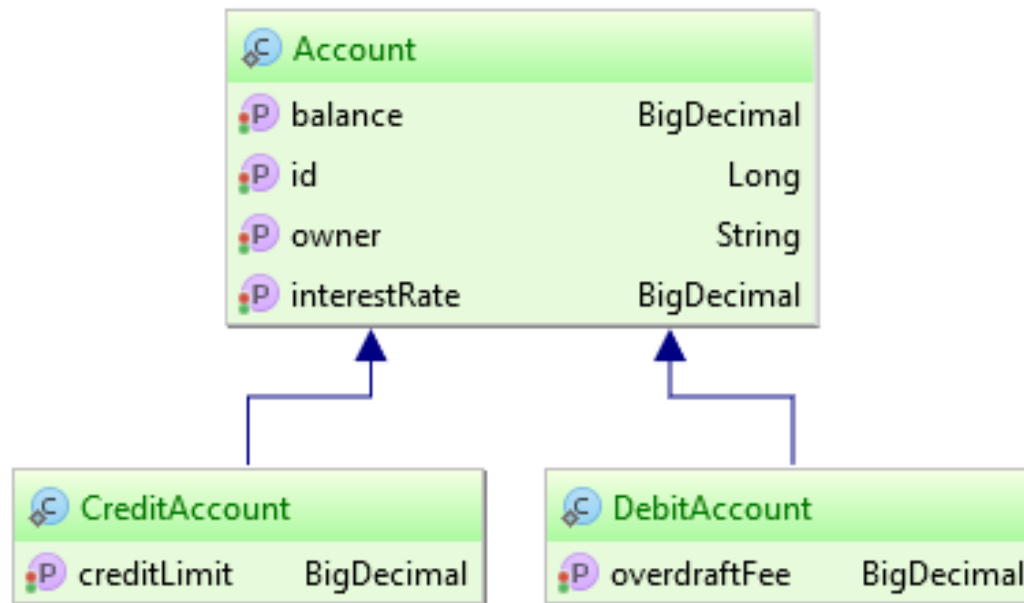 C Account
P balance BigDecimal
P id Long
P owner String
P interestRate BigDecimal
C CreditAccount
P creditLimit BigDecimal
C DebitAccount
P overdraftFee BigDecimal